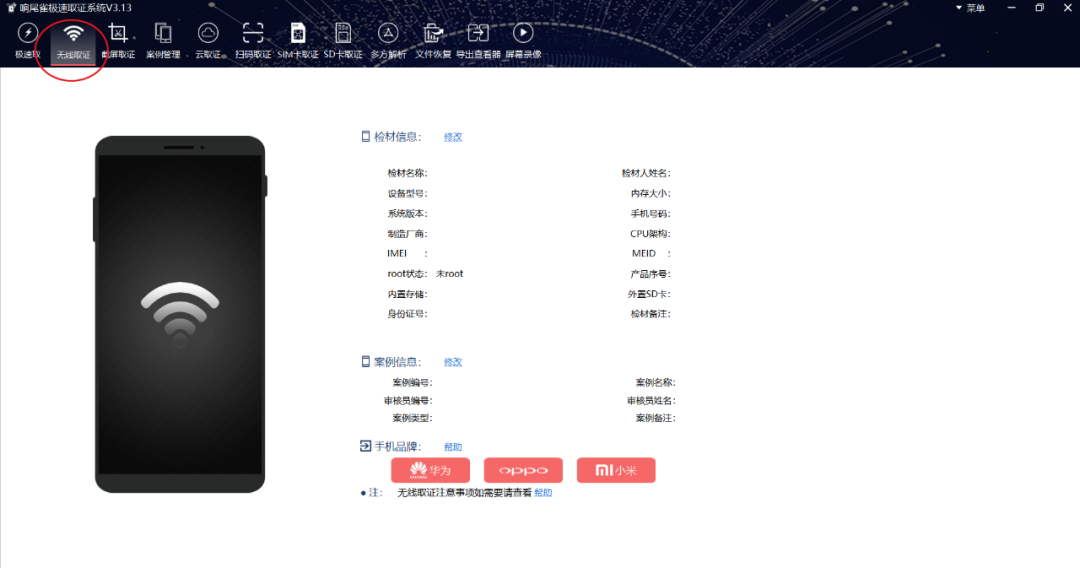 响尾雀极速取证系统V3.13
菜单
极速取 无线取证 截屏取证 案例管理 云取证 扫码取证 SIM卡取证 SD卡取证 多方解析 文件恢复 导出查看器 屏幕录像
检材信息: 修改
检材名称: 检材人姓名:
设备型号: 内存大小:
系统版本: 手机号码:
制造厂商: CPU架构:
IMEI : MEID :
root状态: 未root 产品序号:
内置存储: 外置SD卡:
身份证号: 检材备注:
案例信息: 修改
案例编号: 案例名称:
审核员编号: 审核员姓名:
案例类型: 案例备注:
手机品牌: 帮助
华为 oppo mi小米
注: 无线取证注意事项如需要请查看 帮助